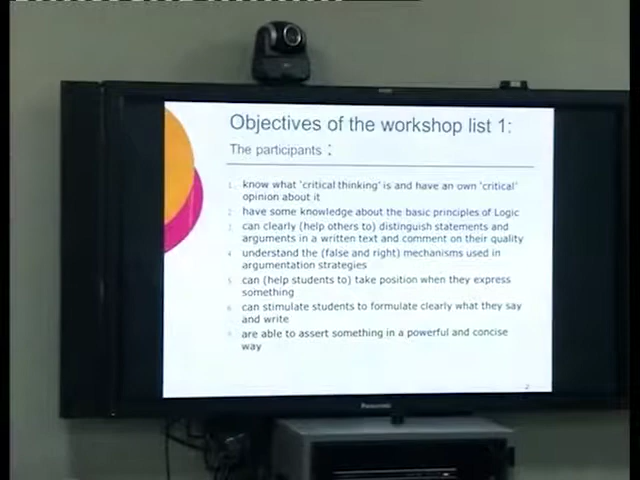 Objectives of the workshop list 1:
The participants :
1. know what 'critical thinking' is and have an own 'critical'
opinion about it
2. have some knowledge about the basic principles of Logic
3. can clearly (help others to) distinguish statements and
arguments in a written text and comment on their quality
4. understand the (false and right) mechanisms used in
argumentation strategies
5. can (help students to) take position when they express
something
6. can stimulate students to formulate clearly what they say
and write
7. are able to assert something in a powerful and concise
way
2
Panasonic